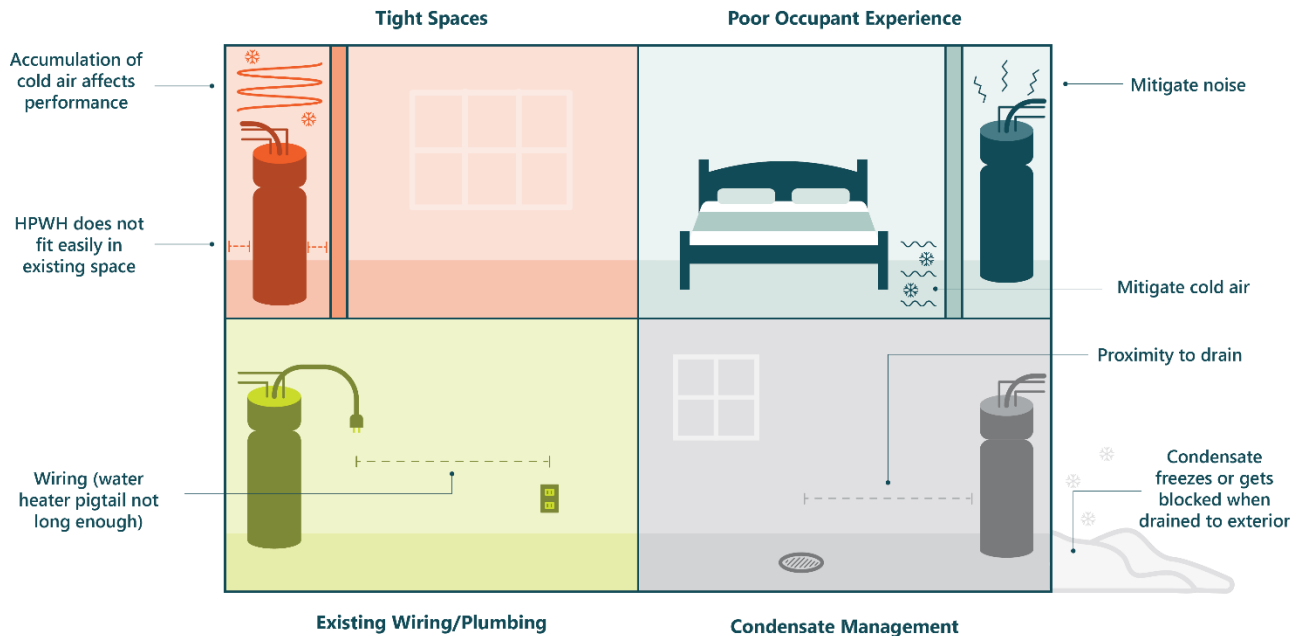 Tight Spaces
Poor Occupant Experience
Accumulation of
cold air affects
performance
Mitigate noise
HPWH does not
fit easily in
existing space
Mitigate cold air
Proximity to drain
Wiring (water
heater pigtail not
long enough)
Condensate
freezes or gets
blocked when
drained to exterior
Existing Wiring/Plumbing
Condensate Management